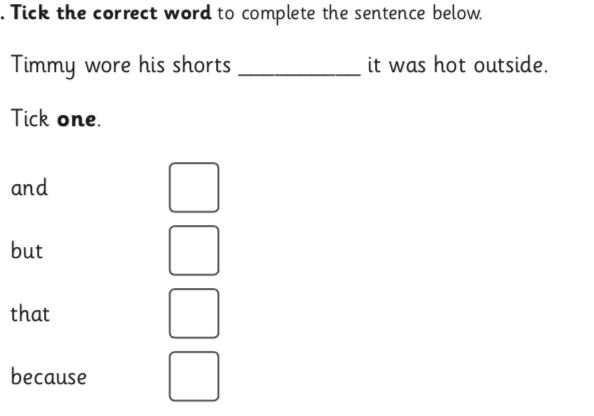 . Tick the correct word to complete the sentence below.
Timmy wore his shorts __________ it was hot outside.
Tick one.
and
but
that
because